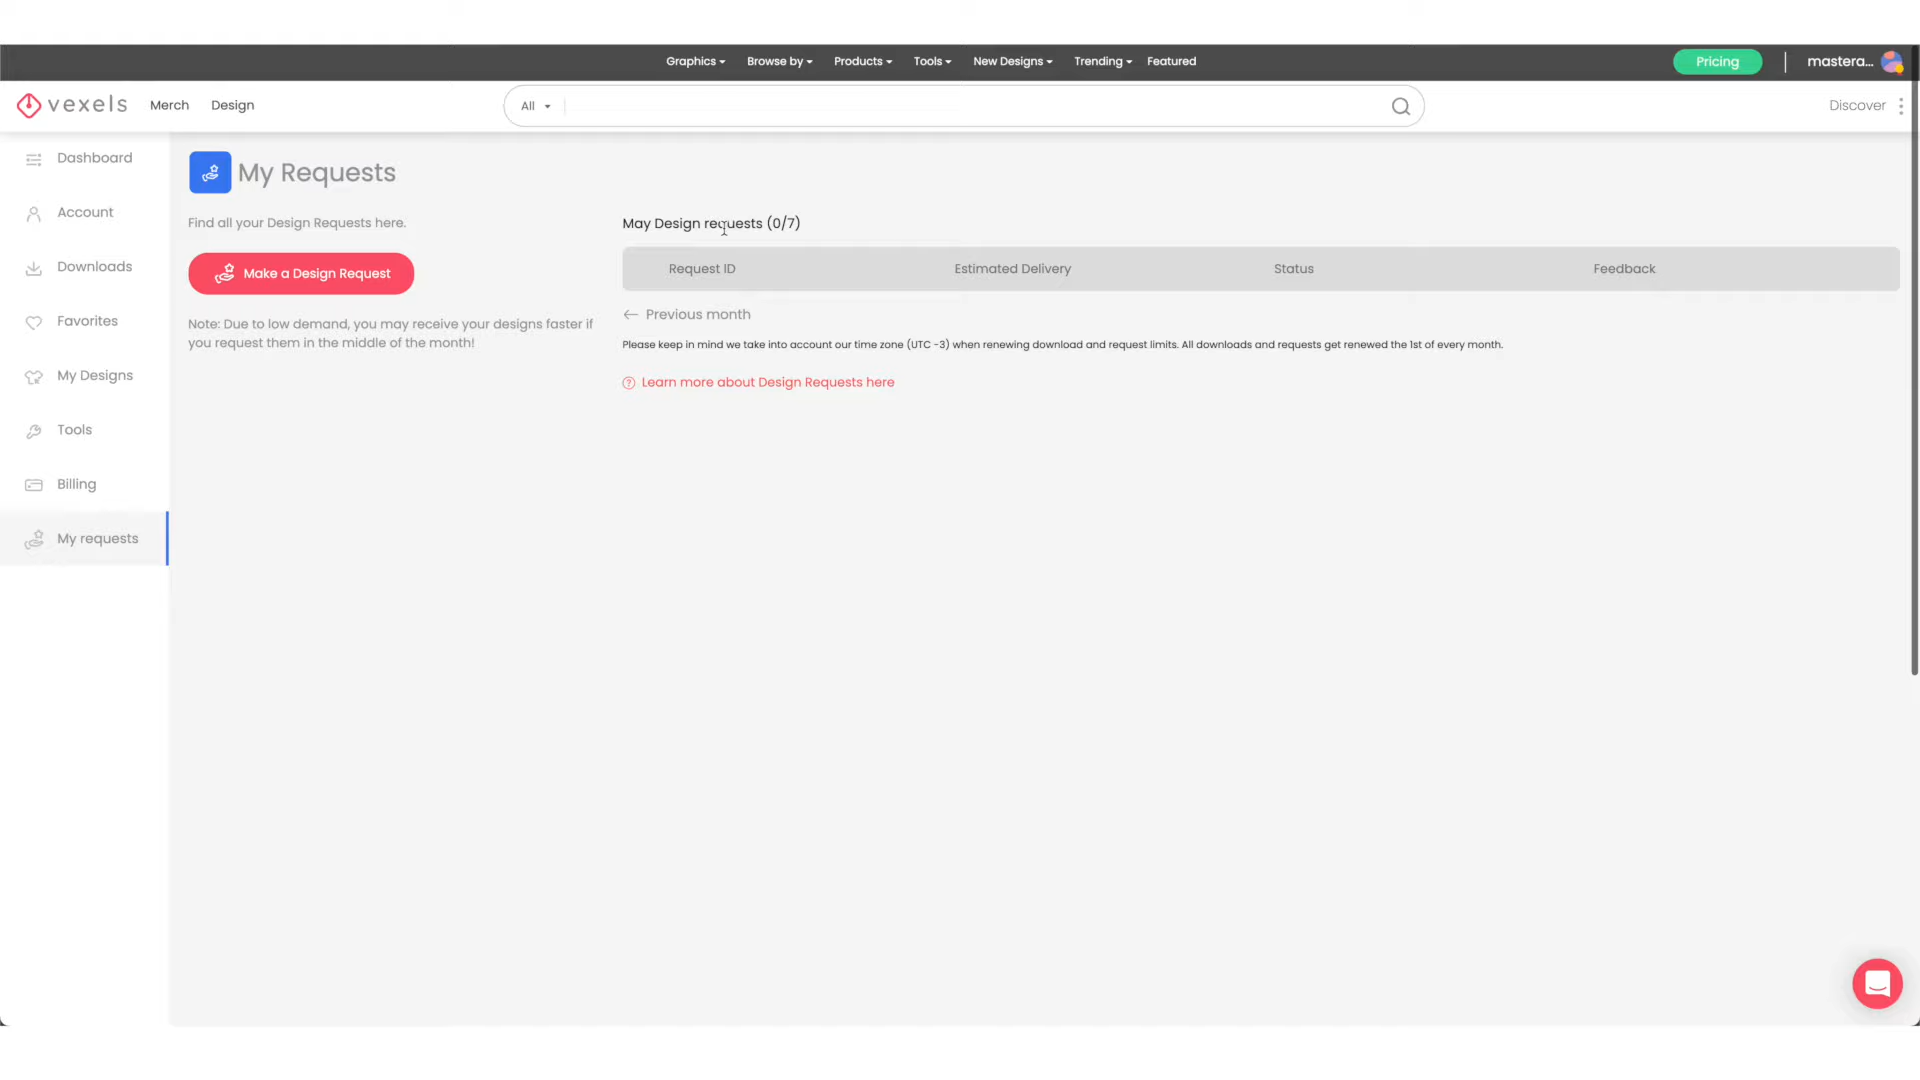 Graphics Browse by Products Tools New Designs Trending Featured Pricing mastera...
vexels Merch Design All Discover
Dashboard
Account
Downloads
Favorites
My Designs
Tools
Billing
My requests
My Requests
Find all your Design Requests here.
Make a Design Request
Note: Due to low demand, you may receive your designs faster if
you request them in the middle of the month!
May Design requests (0/7)
Request ID Estimated Delivery Status Feedback
← Previous month
Please keep in mind we take into account our time zone (UTC -3) when renewing download and request limits. All downloads and requests get renewed the 1st of every month.
Learn more about Design Requests here